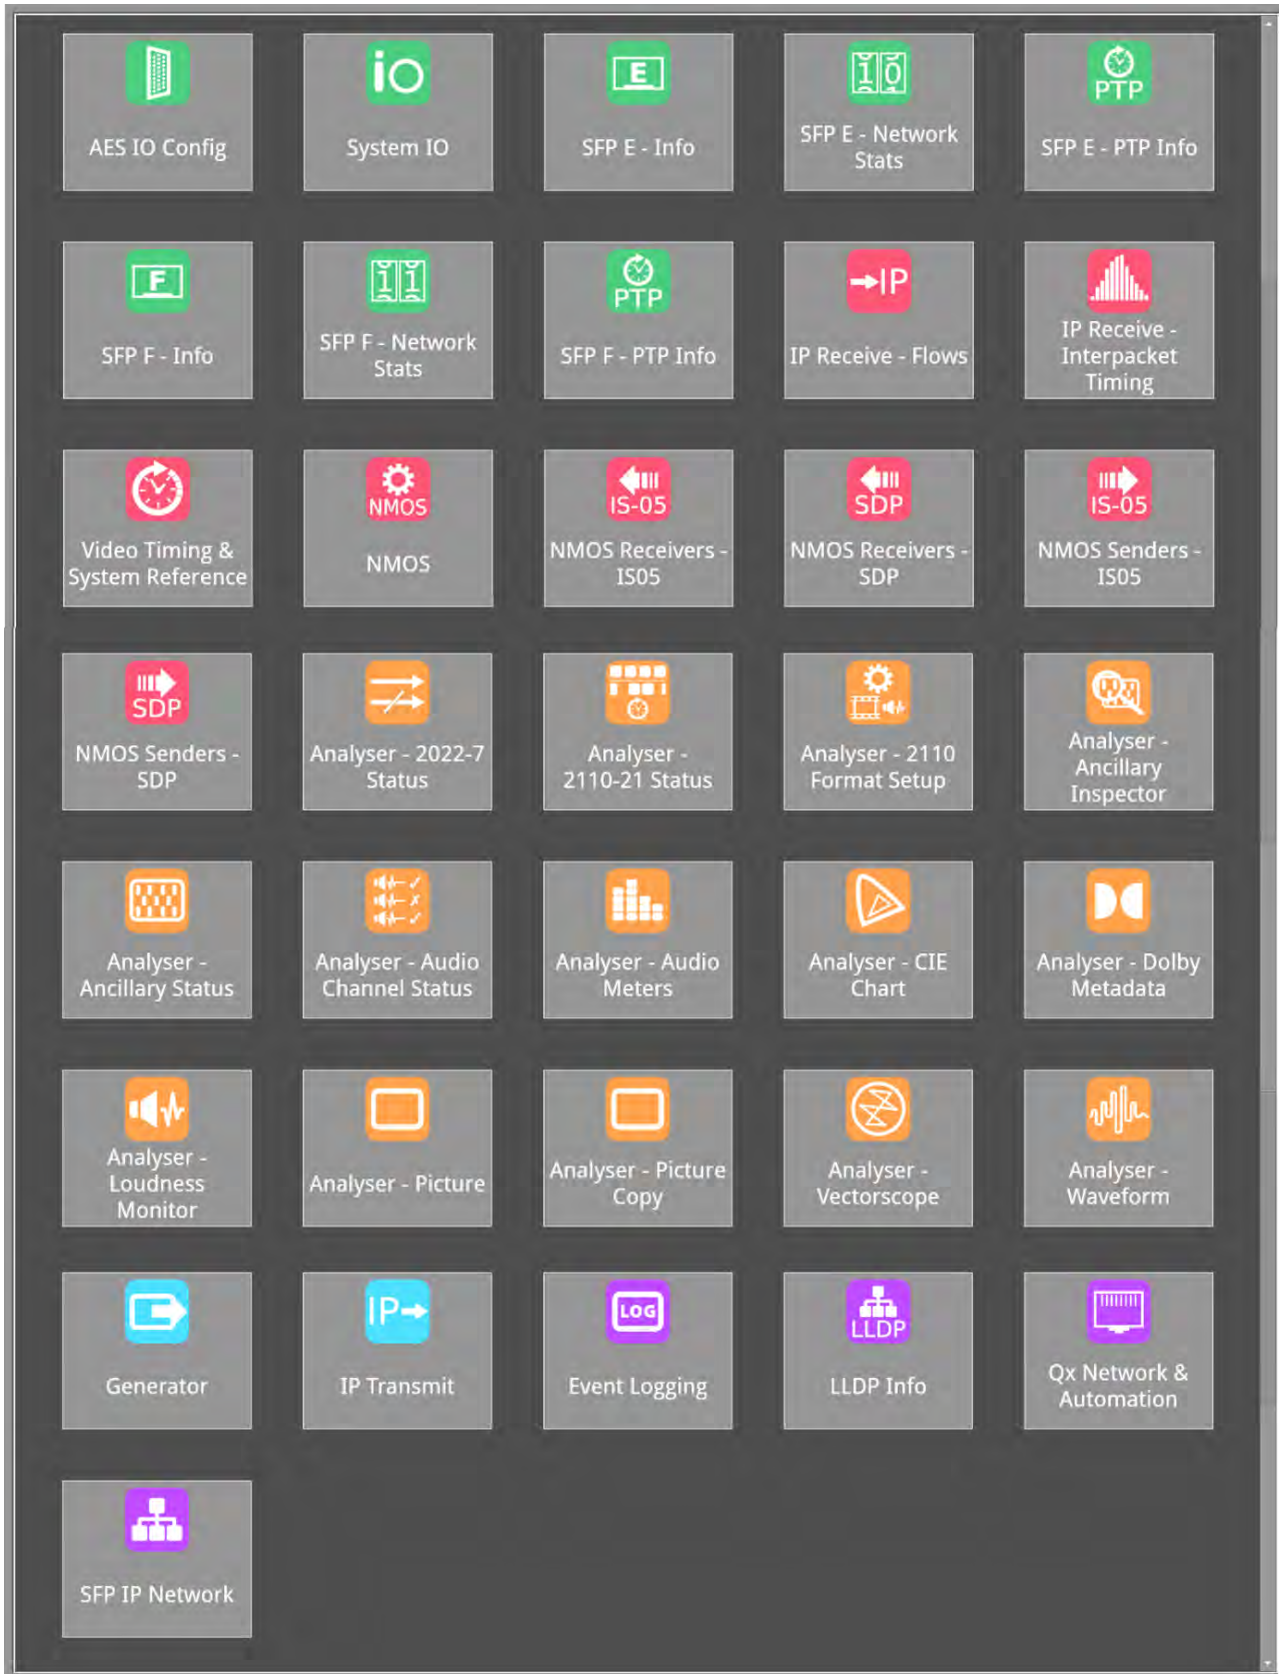 AES IO Config
iO
System IO
E
SFP E - Info
10
SFP E - Network
Stats
PTP
SFP E - PTP Info
F
SFP F - Info
11
SFP F - Network
Stats
PTP
SFP F - PTP Info
IP
IP Receive - Flows
IP Receive -
Interpacket
Timing
Video Timing &
System Reference
NMOS
NMOS
IS-05
NMOS Receivers -
IS05
SDP
NMOS Receivers -
SDP
IS-05
NMOS Senders -
IS05
SDP
NMOS Senders -
SDP
Analyser - 2022-7
Status
Analyser -
2110-21 Status
Analyser - 2110
Format Setup
Analyser -
Ancillary
Inspector
Analyser -
Ancillary Status
Analyser - Audio
Channel Status
Analyser - Audio
Meters
Analyser - CIE
Chart
Analyser - Dolby
Metadata
Analyser -
Loudness
Monitor
Analyser - Picture
Analyser - Picture
Copy
Analyser -
Vectorscope
Analyser -
Waveform
Generator
IP
IP Transmit
LOG
Event Logging
LLDP
LLDP Info
Qx Network &
Automation
SFP IP Network